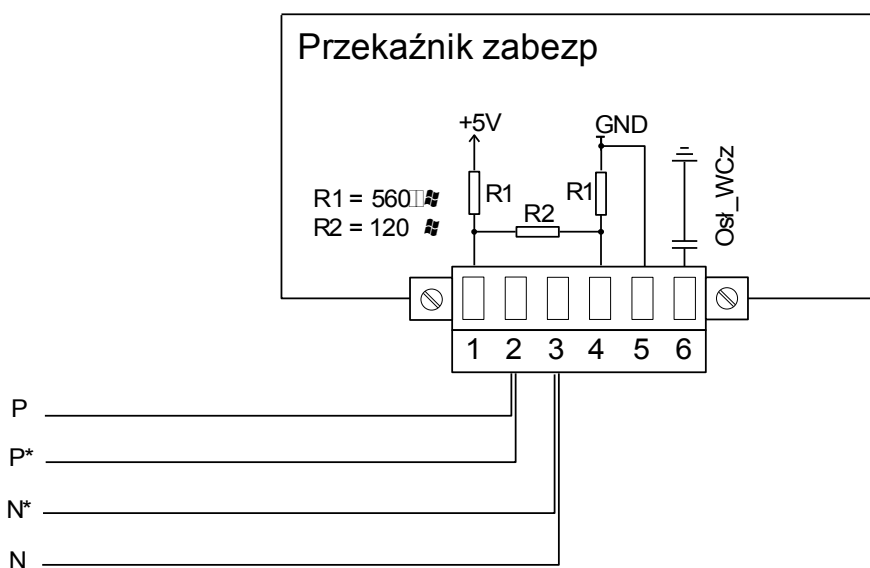 Przekaźnik zabezp
+5V
GND
Osł_WCz
R1 = 560
R1
R1
R2 = 120
R2
1 2 3 4 5 6
P
P*
N*
N